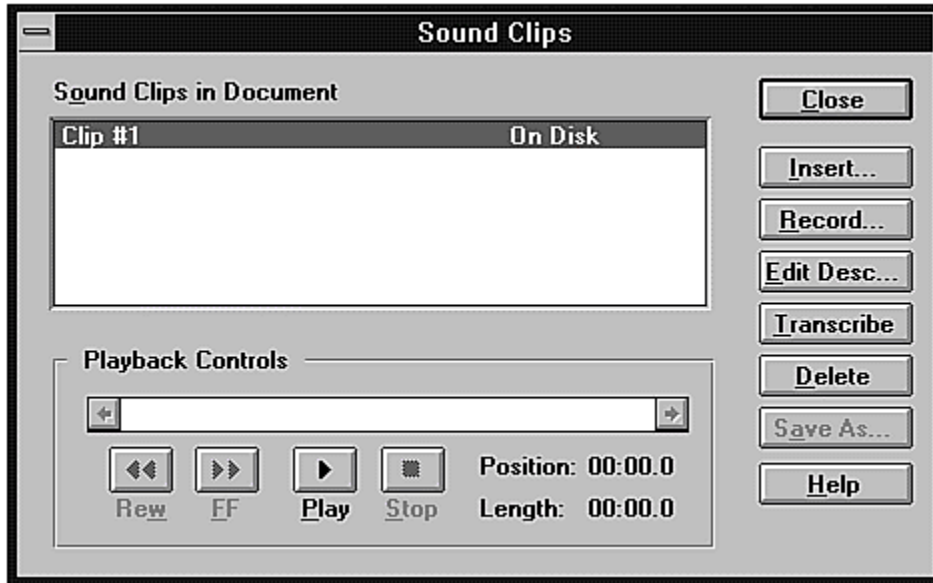 Sound Clips
Sound Clips in Document
Clip #1 On Disk
Close
Insert...
Record...
Edit Desc...
Transcribe
Delete
Save As...
Help
Playback Controls
Rew FF Play Stop
Position: 00:00.0
Length: 00:00.0